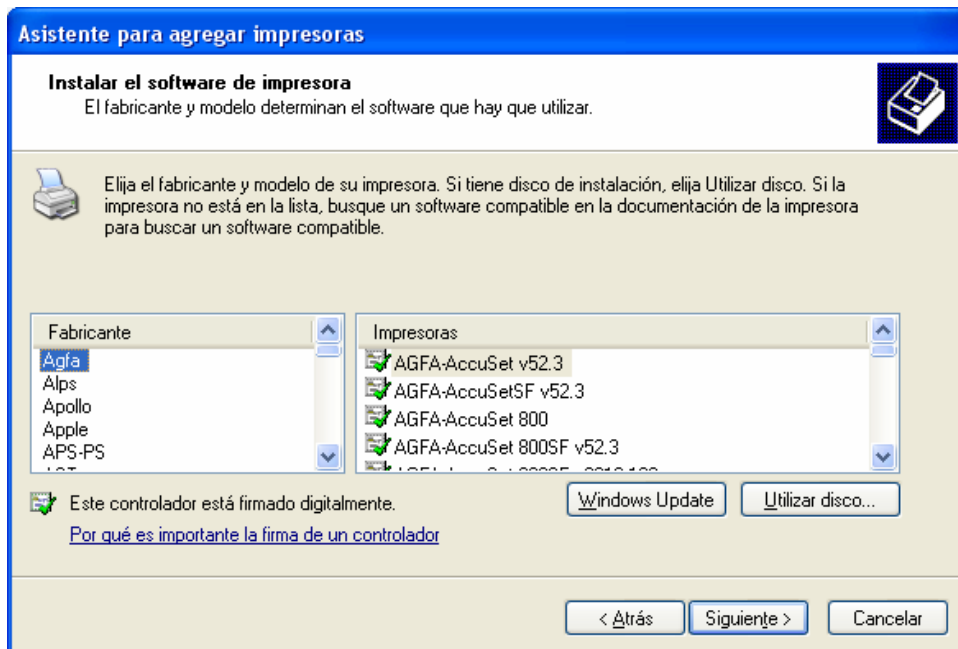 Asistente para agregar impresoras
Instalar el software de impresora
El fabricante y modelo determinan el software que hay que utilizar.
Elija el fabricante y modelo de su impresora. Si tiene disco de instalación, elija Utilizar disco. Si la
impresora no está en la lista, busque un software compatible en la documentación de la impresora
para buscar un software compatible.
Fabricante
Agfa
Alps
Apollo
Apple
APS-PS
Impresoras
AGFA-AccuSet v52.3
AGFA-AccuSetSF v52.3
AGFA-AccuSet 800
AGFA-AccuSet 800SF v52.3
Este controlador está firmado digitalmente.
Por qué es importante la firma de un controlador
Windows Update
Utilizar disco...
< Atrás
Siguiente >
Cancelar